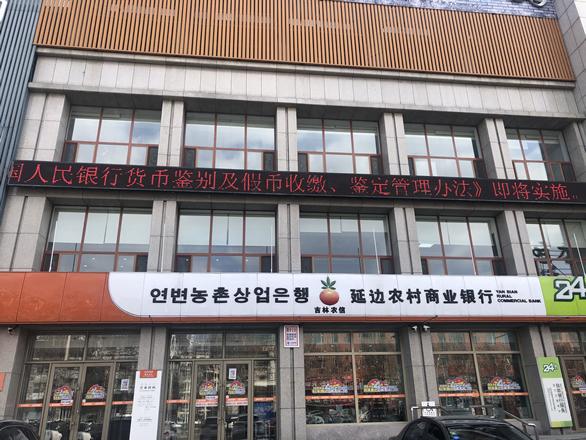 国人民银行货币鉴别及假币收缴、鉴定管理办法》即将实施
연변농촌상업은행
吉林农信
延边农村商业银行
YAN BIAN
RURAL
COMMERCIAL BANK
24
24